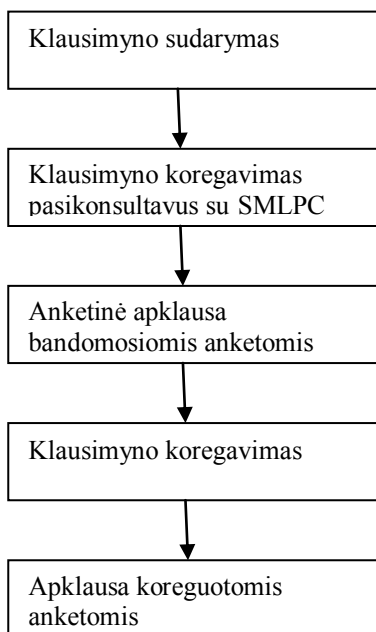 Klausimyno sudarymas
Klausimyno koregavimas
pasikonsultavus su SMLPC
Anketinė apklausa
bandomosiomis anketomis
Klausimyno koregavimas
Apklausa koreguotomis
anketomis